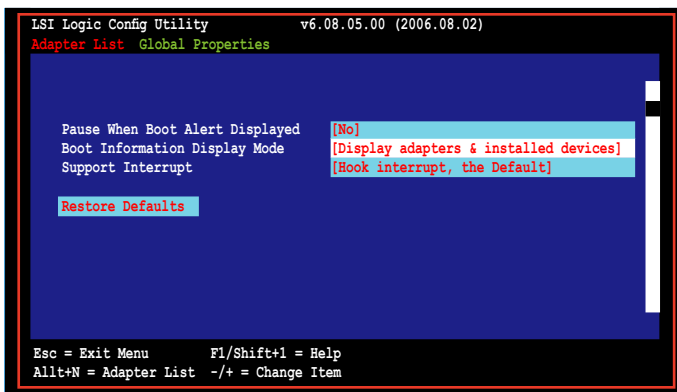 LSI Logic Config Utility v6.08.05.00 (2006.08.02)
Adapter List Global Properties
Pause When Boot Alert Displayed [No]
Boot Information Display Mode [Display adapters & installed devices]
Support Interrupt [Hook interrupt, the Default]
Restore Defaults
Esc = Exit Menu F1/Shift+1 = Help
Allt+N = Adapter List -/+ = Change Item